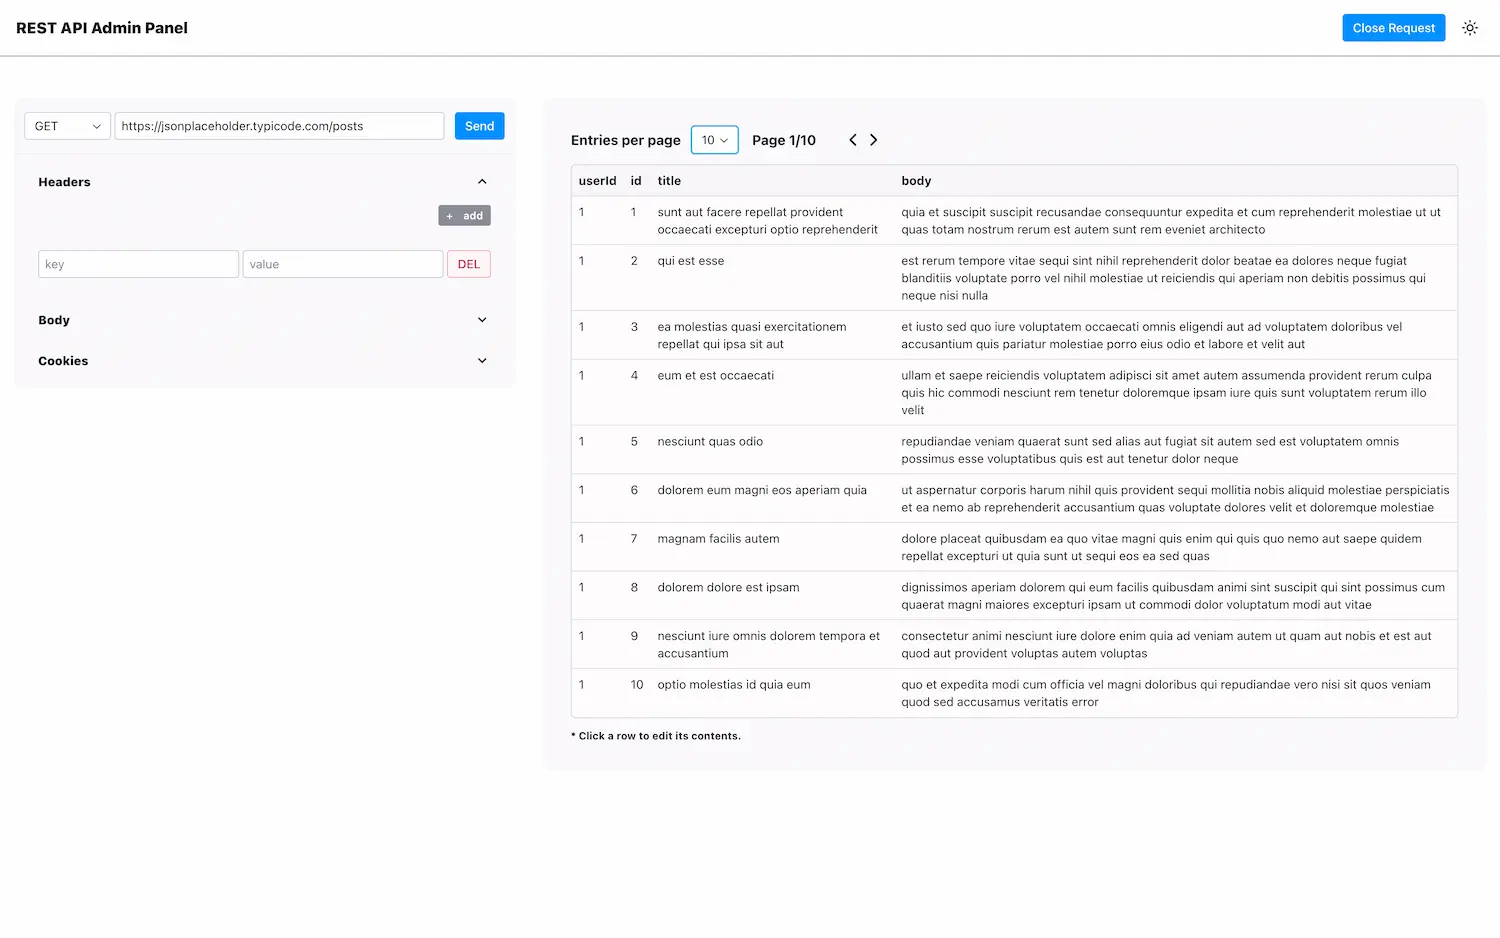 REST API Admin Panel
Close Request
GET
https://jsonplaceholder.typicode.com/posts
Send
Headers
+ add
key
value
DEL
Body
Cookies
Entries per page 10 Page 1/10
userId id title body
1 1 sunt aut facere repellat provident quia et suscipit suscipit recusandae consequuntur expedita et cum reprehenderit molestiae ut ut
occaecati excepturi optio reprehenderit quas totam nostrum rerum est autem sunt rem eveniet architecto
1 2 qui est esse est rerum tempore vitae sequi sint nihil reprehenderit dolor beatae ea dolores neque fugiat
blanditiis voluptate porro vel nihil molestiae ut reiciendis qui aperiam non debitis possimus qui
neque nisi nulla
1 3 ea molestias quasi exercitationem et iusto sed quo iure voluptatem occaecati omnis eligendi aut ad voluptatem doloribus vel
repellat qui ipsa sit aut accusantium quis pariatur molestiae porro eius odio et labore et velit aut
1 4 eum et est occaecati ullam et saepe reiciendis voluptatem adipisci sit amet autem assumenda provident rerum culpa
quis hic commodi nesciunt rem tenetur doloremque ipsam iure quis sunt voluptatem rerum illo
velit
1 5 nesciunt quas odio repudiandae veniam quaerat sunt sed alias aut fugiat sit autem sed est voluptatem omnis
possimus esse voluptatibus quis est aut tenetur dolor neque
1 6 dolorem eum magni eos aperiam quia ut aspernatur corporis harum nihil quis provident sequi mollitia nobis aliquid molestiae perspiciatis
et ea nemo ab reprehenderit accusantium quas voluptate dolores velit et doloremque molestiae
1 7 magnam facilis autem dolore placeat quibusdam ea quo vitae magni quis enim qui quis quo nemo aut saepe quidem
repellat excepturi ut quia sunt ut sequi eos ea sed quas
1 8 dolorem dolore est ipsam dignissimos aperiam dolorem qui eum facilis quibusdam animi sint suscipit qui sint possimus cum
quaerat magni maiores excepturi ipsam ut commodi dolor voluptatum modi aut vitae
1 9 nesciunt iure omnis dolorem tempora et consectetur animi nesciunt iure dolore enim quia ad veniam autem ut quam aut nobis et est aut
accusantium quod aut provident voluptas autem voluptas
1 10 optio molestias id quia eum quo et expedita modi cum officia vel magni doloribus qui repudiandae vero nisi sit quos veniam
quod sed accusamus veritatis error
* Click a row to edit its contents.